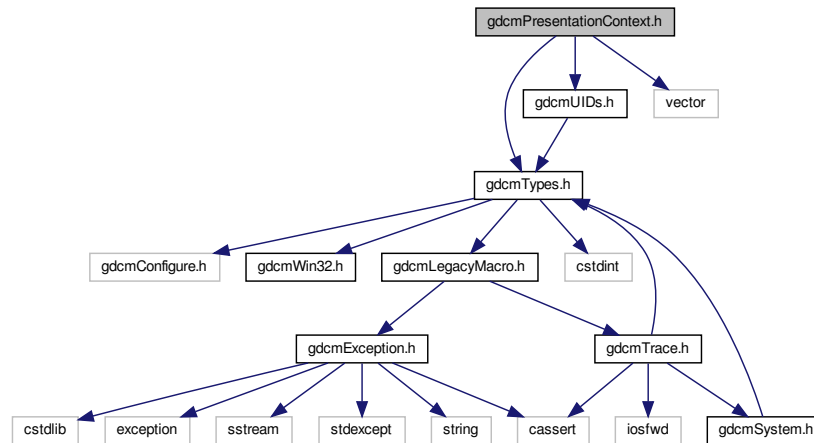 gdcmPresentationContext.h
gdcmUIDs.h
vector
gdcmTypes.h
gdcmConfigure.h
gdcmWin32.h
gdcmLegacyMacro.h
cstdint
gdcmException.h
gdcmTrace.h
cstdlib
exception
sstream
stdexcept
string
cassert
iosfwd
gdcmSystem.h